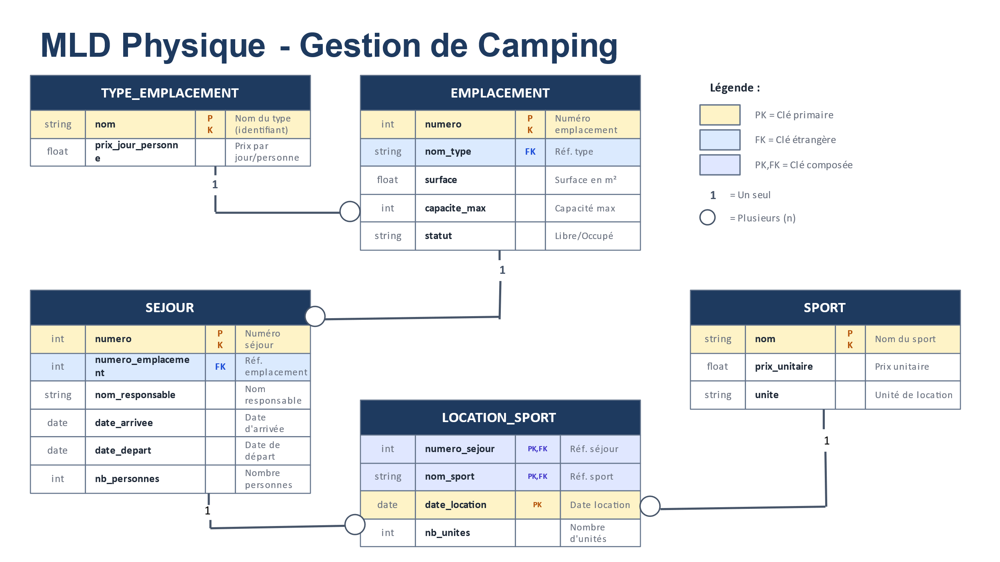 MLD Physique - Gestion de Camping
TYPE_EMPLACEMENT
string
nom
P
K
Nom du type
(identifiant)
float
prix_jour_personn
e
Prix par
jour/personne
1
EMPLACEMENT
int
numero
P
K
Numéro
emplacement
string
nom_type
FK
Réf. type
float
surface
Surface en m²
int
capacite_max
Capacité max
string
statut
Libre/Occupé
1
Légende :
PK = Clé primaire
FK = Clé étrangère
PK,FK = Clé composée
1 = Un seul
= Plusieurs (n)
SEJOUR
int
numero
P
K
Numéro
séjour
int
numero_emplaceme
nt
FK
Réf.
emplacement
string
nom_responsable
Nom
responsable
date
date_arrivee
Date
d'arrivée
date
date_depart
Date de
départ
int
nb_personnes
Nombre
personnes
1
LOCATION_SPORT
int
numero_sejour
PK,FK
Réf. séjour
string
nom_sport
PK,FK
Réf. sport
date
date_location
PK
Date location
int
nb_unites
Nombre
d'unités
SPORT
string
nom
P
K
Nom du sport
float
prix_unitaire
Prix unitaire
string
unite
Unité de location
1